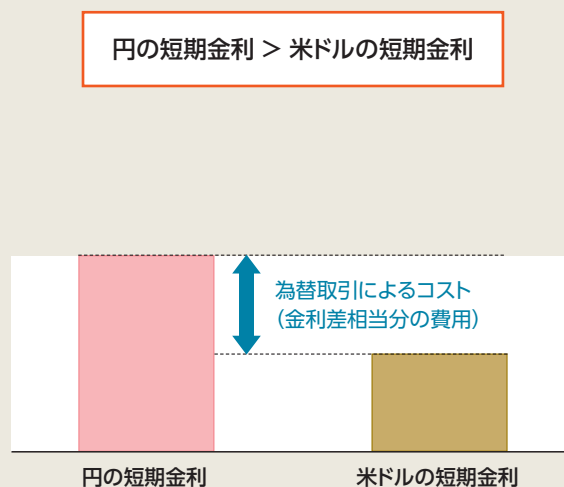 円の短期金利 > 米ドルの短期金利
為替取引によるコスト
（金利差相当分の費用）
円の短期金利
米ドルの短期金利